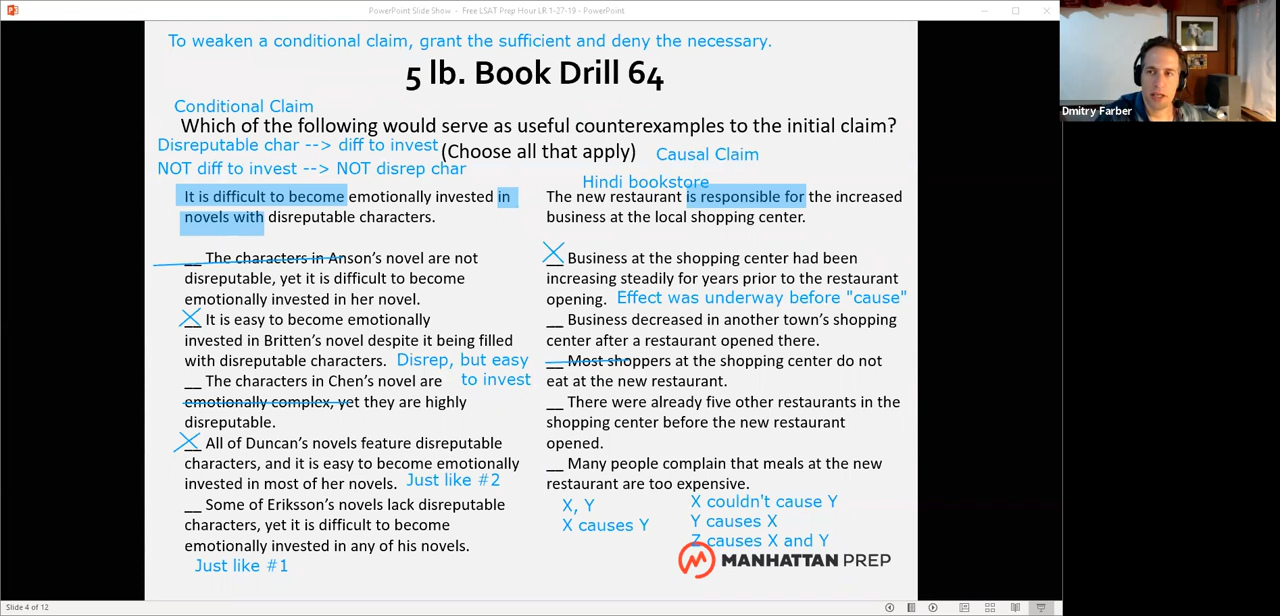 PowerPoint Slide Show - Free LSAT Prep Hour LR 1-27-19 - PowerPoint
To weaken a conditional claim, grant the sufficient and deny the necessary.
5 lb. Book Drill 64
Dmitry Farber
Conditional Claim
Which of the following would serve as useful counterexamples to the initial claim?
Disreputable char --> diff to invest
(Choose all that apply)
Causal Claim
NOT diff to invest --> NOT disrep char
It is difficult to become emotionally invested in
novels with disreputable characters.
__ The characters in Anson's novel are not
disreputable, yet it is difficult to become
emotionally invested in her novel.
__ It is easy to become emotionally
invested in Britten's novel despite it being filled
with disreputable characters. Disrep, but easy
to invest
__ The characters in Chen's novel are
emotionally complex, yet they are highly
disreputable.
__ All of Duncan's novels feature disreputable
characters, and it is easy to become emotionally
invested in most of her novels. Just like #2
__ Some of Eriksson's novels lack disreputable
characters, yet it is difficult to become
emotionally invested in any of his novels.
Just like #1
Hindi bookstore
The new restaurant is responsible for the increased
business at the local shopping center.
__ Business at the shopping center had been
increasing steadily for years prior to the restaurant
opening. Effect was underway before "cause"
__ Business decreased in another town's shopping
center after a restaurant opened there.
__ Most shoppers at the shopping center do not
eat at the new restaurant.
__ There were already five other restaurants in the
shopping center before the new restaurant
opened.
__ Many people complain that meals at the new
restaurant are too expensive.
X, Y
X causes Y
X couldn't cause Y
Y causes X
Z causes X and Y
MANHATTAN PREP
Slide 4 of 12